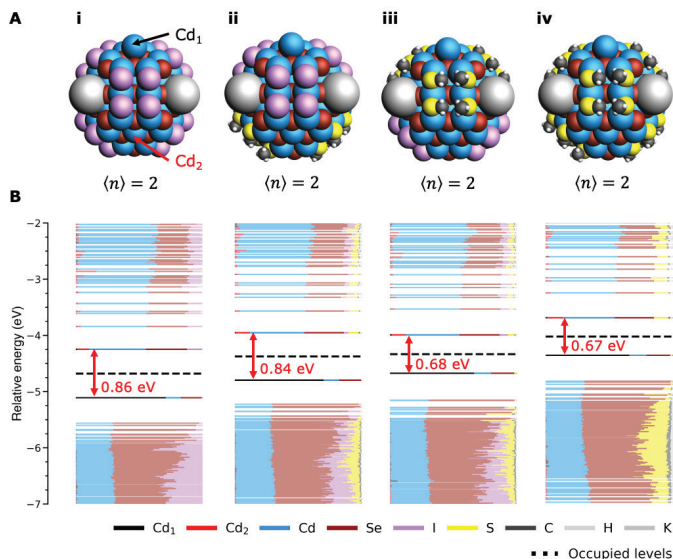 A
i
ii
iii
iv
Cd₁
Cd₂
⟨n⟩ = 2
⟨n⟩ = 2
⟨n⟩ = 2
⟨n⟩ = 2
B
Relative energy (eV)
−2
−3
−4
−5
−6
−7
0.86 eV
0.84 eV
0.68 eV
0.67 eV
Cd₁ Cd₂ Cd Se I S C H K
Occupied levels